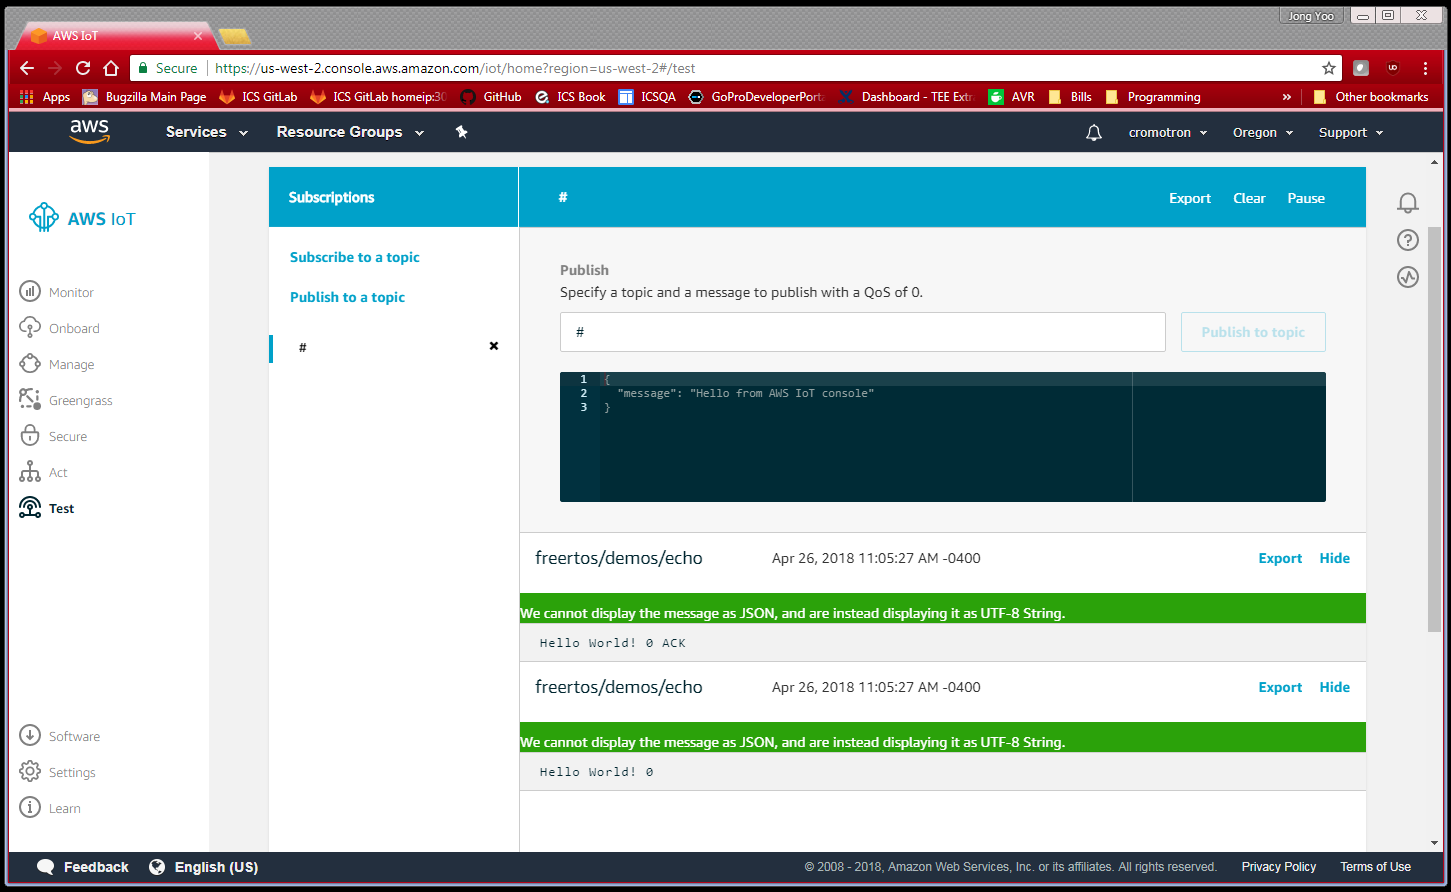 Jong Yoo
AWS IoT
Secure https://us-west-2.console.aws.amazon.com/iot/home?region=us-west-2#/test
Apps Bugzilla Main Page ICS GitLab ICS GitLab homeip:30 GitHub ICS Book ICSQA GoProDeveloperPorta Dashboard - TEE Extr AVR Bills Programming » Other bookmarks
aws Services Resource Groups cromotron Oregon Support
AWS IoT
Monitor
Onboard
Manage
Greengrass
Secure
Act
Test
Software
Settings
Learn
Subscriptions
Subscribe to a topic
Publish to a topic
#
# Export Clear Pause
Publish
Specify a topic and a message to publish with a QoS of 0.
# Publish to topic
1 {
2 "message": "Hello from AWS IoT console"
3 }
freertos/demos/echo Apr 26, 2018 11:05:27 AM -0400 Export Hide
We cannot display the message as JSON, and are instead displaying it as UTF-8 String.
Hello World! 0 ACK
freertos/demos/echo Apr 26, 2018 11:05:27 AM -0400 Export Hide
We cannot display the message as JSON, and are instead displaying it as UTF-8 String.
Hello World! 0
Feedback English (US) © 2008 - 2018, Amazon Web Services, Inc. or its affiliates. All rights reserved. Privacy Policy Terms of Use